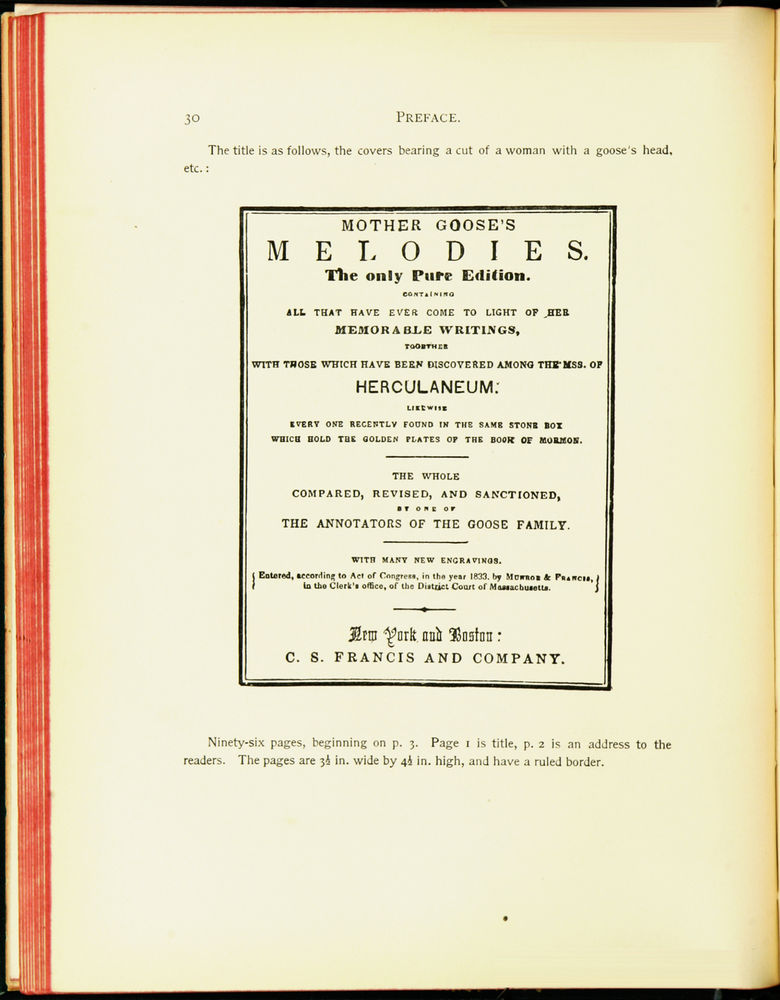 30
PREFACE.
The title is as follows, the covers bearing a cut of a woman with a goose's head,
etc. :
MOTHER GOOSE'S
MELODIES.
The only Pure Edition.
CONTAINING
ALL THAT HAVE EVER COME TO LIGHT OF HER
MEMORABLE WRITINGS,
TOGETHER
WITH THOSE WHICH HAVE BEEN DISCOVERED AMONG THE MSS. OF
HERCULANEUM:
LIKEWISE
EVERY ONE RECENTLY FOUND IN THE SAME STONE BOX
WHICH HOLD THE GOLDEN PLATES OF THE BOOK OF MORMON.
THE WHOLE
COMPARED, REVISED, AND SANCTIONED,
BY ONE OF
THE ANNOTATORS OF THE GOOSE FAMILY.
WITH MANY NEW ENGRAVINGS.
Entered, according to Act of Congress, in the year 1833. by MUNROE & FRANCIS,
in the Clerk's office, of the District Court of Massachusetts.
New York and Boston :
C. S. FRANCIS AND COMPANY.
Ninety-six pages, beginning on p. 3. Page 1 is title, p. 2 is an address to the
readers. The pages are 3½ in. wide by 4½ in. high, and have a ruled border.